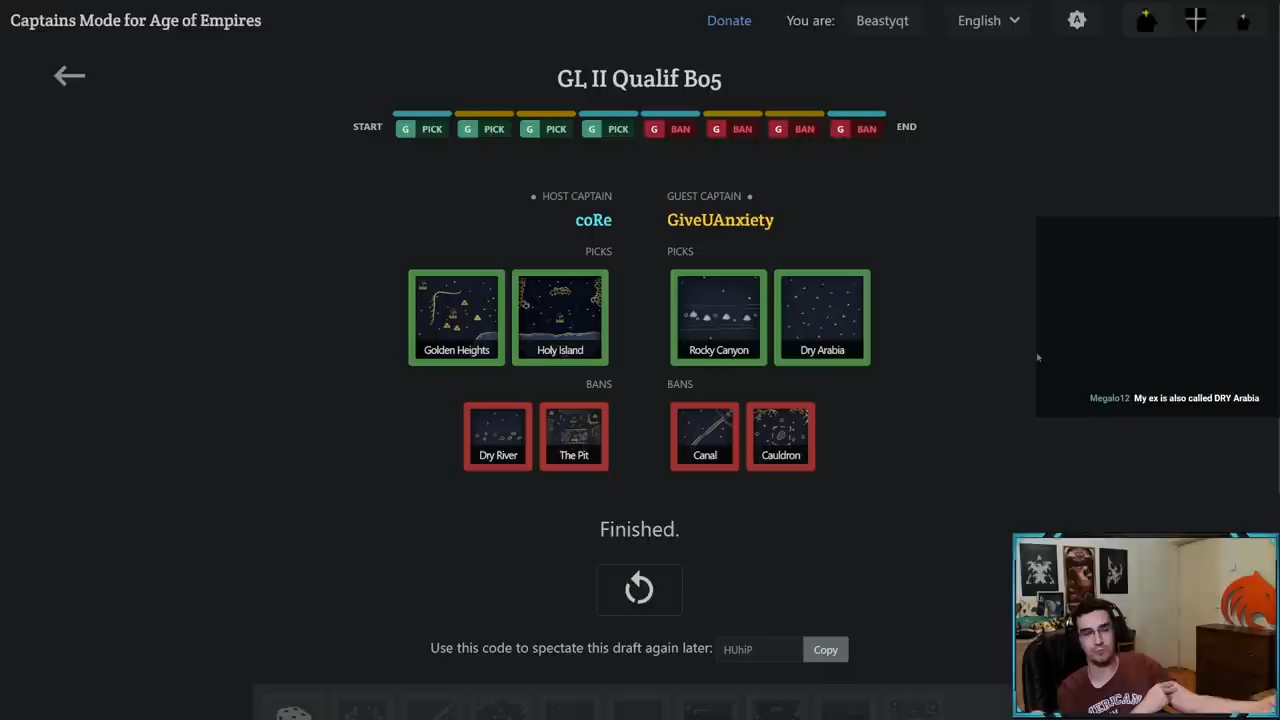 Captains Mode for Age of Empires
Donate
You are: Beastyqt
English
GL II Qualif Bo5
START G PICK G PICK G PICK G PICK G BAN G BAN G BAN G BAN END
HOST CAPTAIN
GUEST CAPTAIN
coRe
GiveUAnxiety
PICKS
PICKS
Golden Heights
Holy Island
Rocky Canyon
Dry Arabia
BANS
BANS
Dry River
The Pit
Canal
Cauldron
Megalo12 My ex is also called DRY Arabia
Finished.
Use this code to spectate this draft again later: HUhiP Copy